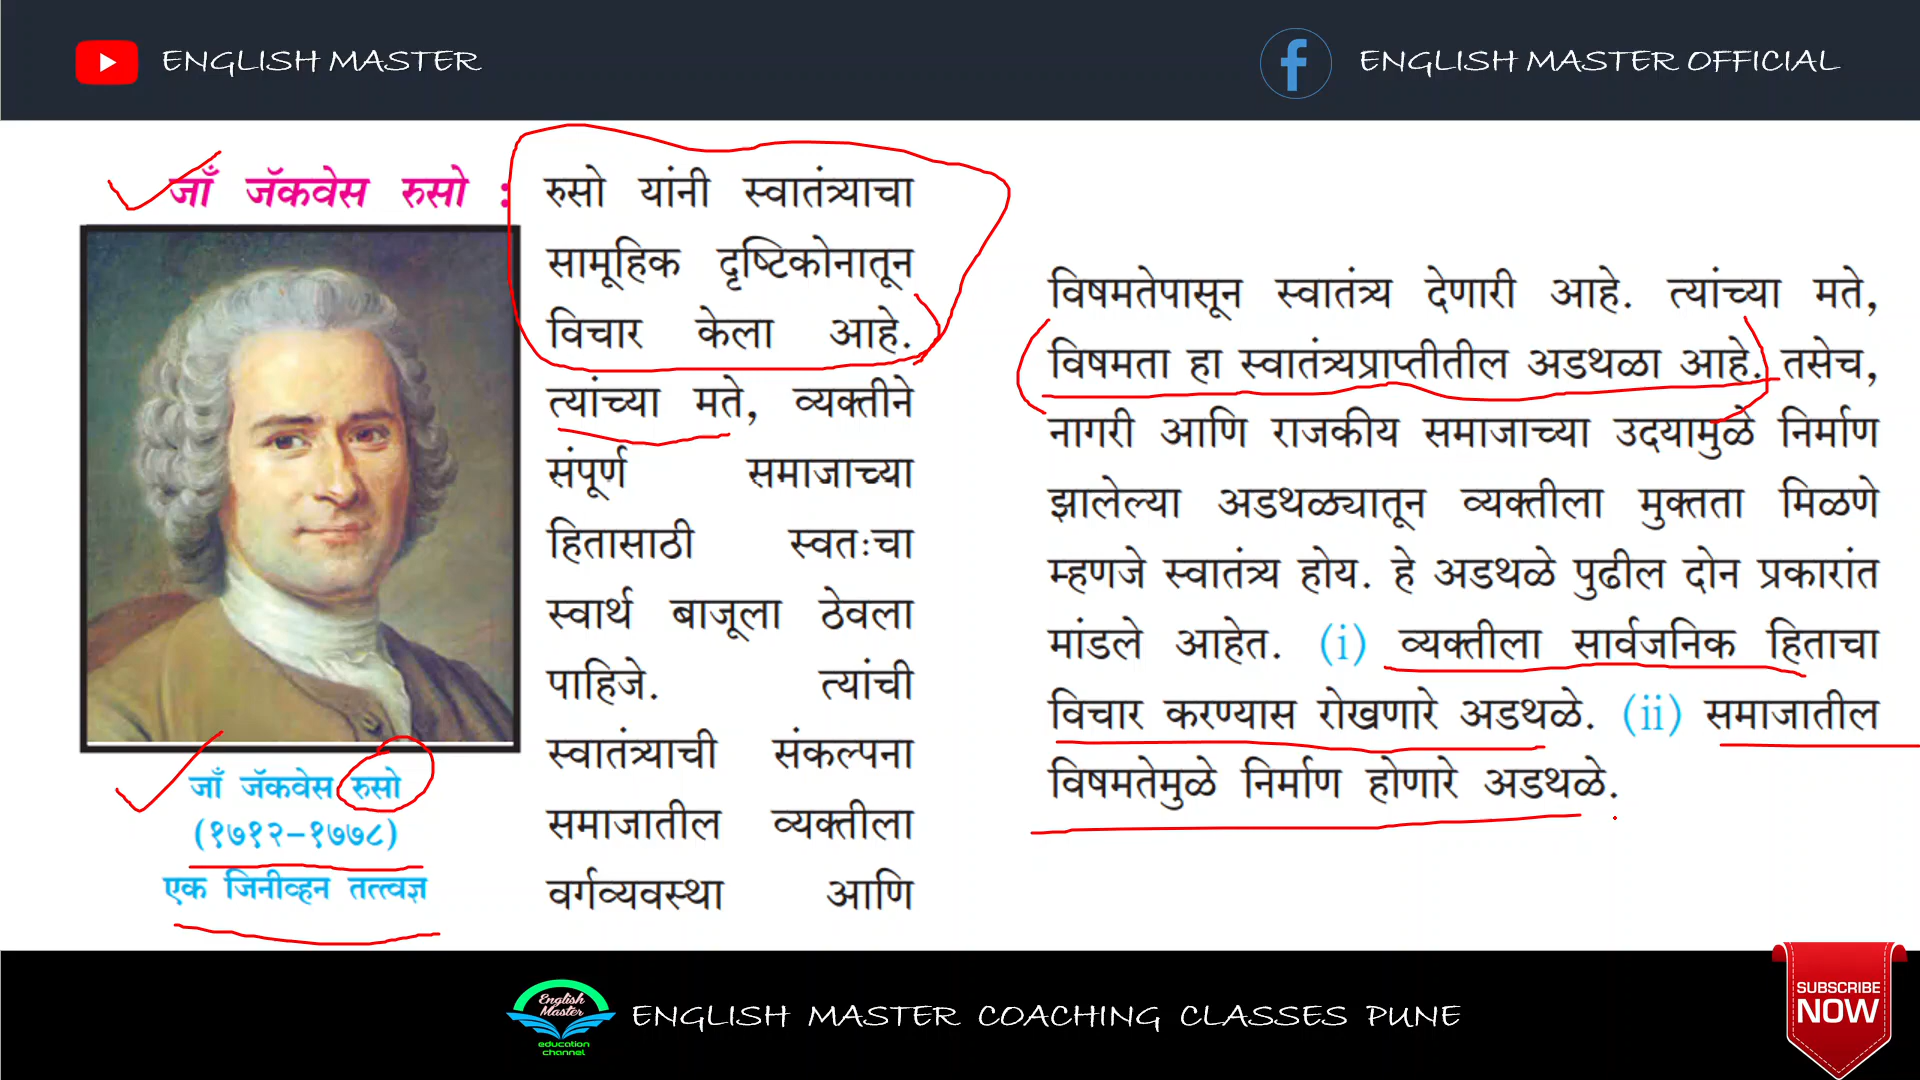 ENGLISH MASTER
ENGLISH MASTER OFFICIAL
जाँ जॅकवेस रुसो :
रुसो यांनी स्वातंत्र्याचा
सामूहिक दृष्टिकोनातून
विचार केला आहे.
त्यांच्या मते, व्यक्तीने
संपूर्ण समाजाच्या
हितासाठी स्वतःचा
स्वार्थ बाजूला ठेवला
पाहिजे. त्यांची
स्वातंत्र्याची संकल्पना
समाजातील व्यक्तीला
वर्गव्यवस्था आणि
जाँ जॅकवेस रुसो
(१७१२–१७७८)
एक जिनीव्हन तत्त्वज्ञ
विषमतेपासून स्वातंत्र्य देणारी आहे. त्यांच्या मते,
विषमता हा स्वातंत्र्यप्राप्तीतील अडथळा आहे. तसेच,
नागरी आणि राजकीय समाजाच्या उदयामुळे निर्माण
झालेल्या अडथळ्यातून व्यक्तीला मुक्तता मिळणे
म्हणजे स्वातंत्र्य होय. हे अडथळे पुढील दोन प्रकारांत
मांडले आहेत. (i) व्यक्तीला सार्वजनिक हिताचा
विचार करण्यास रोखणारे अडथळे. (ii) समाजातील
विषमतेमुळे निर्माण होणारे अडथळे.
English
Master
education
channel
ENGLISH MASTER COACHING CLASSES PUNE
SUBSCRIBE
NOW